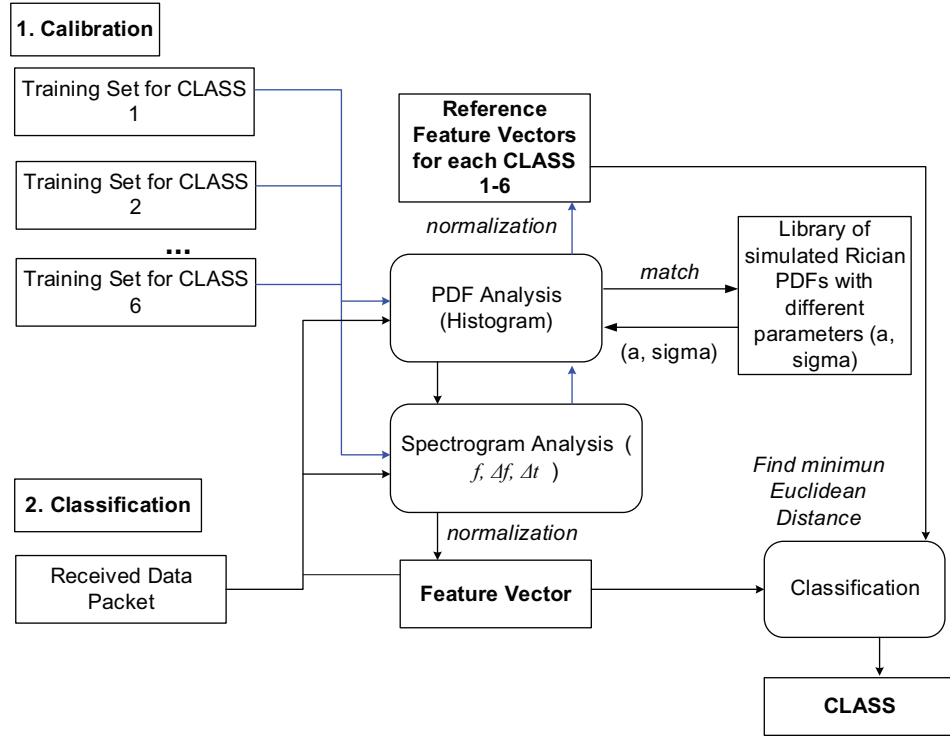 1. Calibration
Training Set for CLASS
1
Training Set for CLASS
2
...
Training Set for CLASS
6
Reference
Feature Vectors
for each CLASS
1-6
normalization
PDF Analysis
(Histogram)
match
(a, sigma)
Library of
simulated Rician
PDFs with
different
parameters (a,
sigma)
Spectrogram Analysis (
f, Δf, Δt )
normalization
2. Classification
Received Data
Packet
Feature Vector
Find minimun
Euclidean
Distance
Classification
CLASS